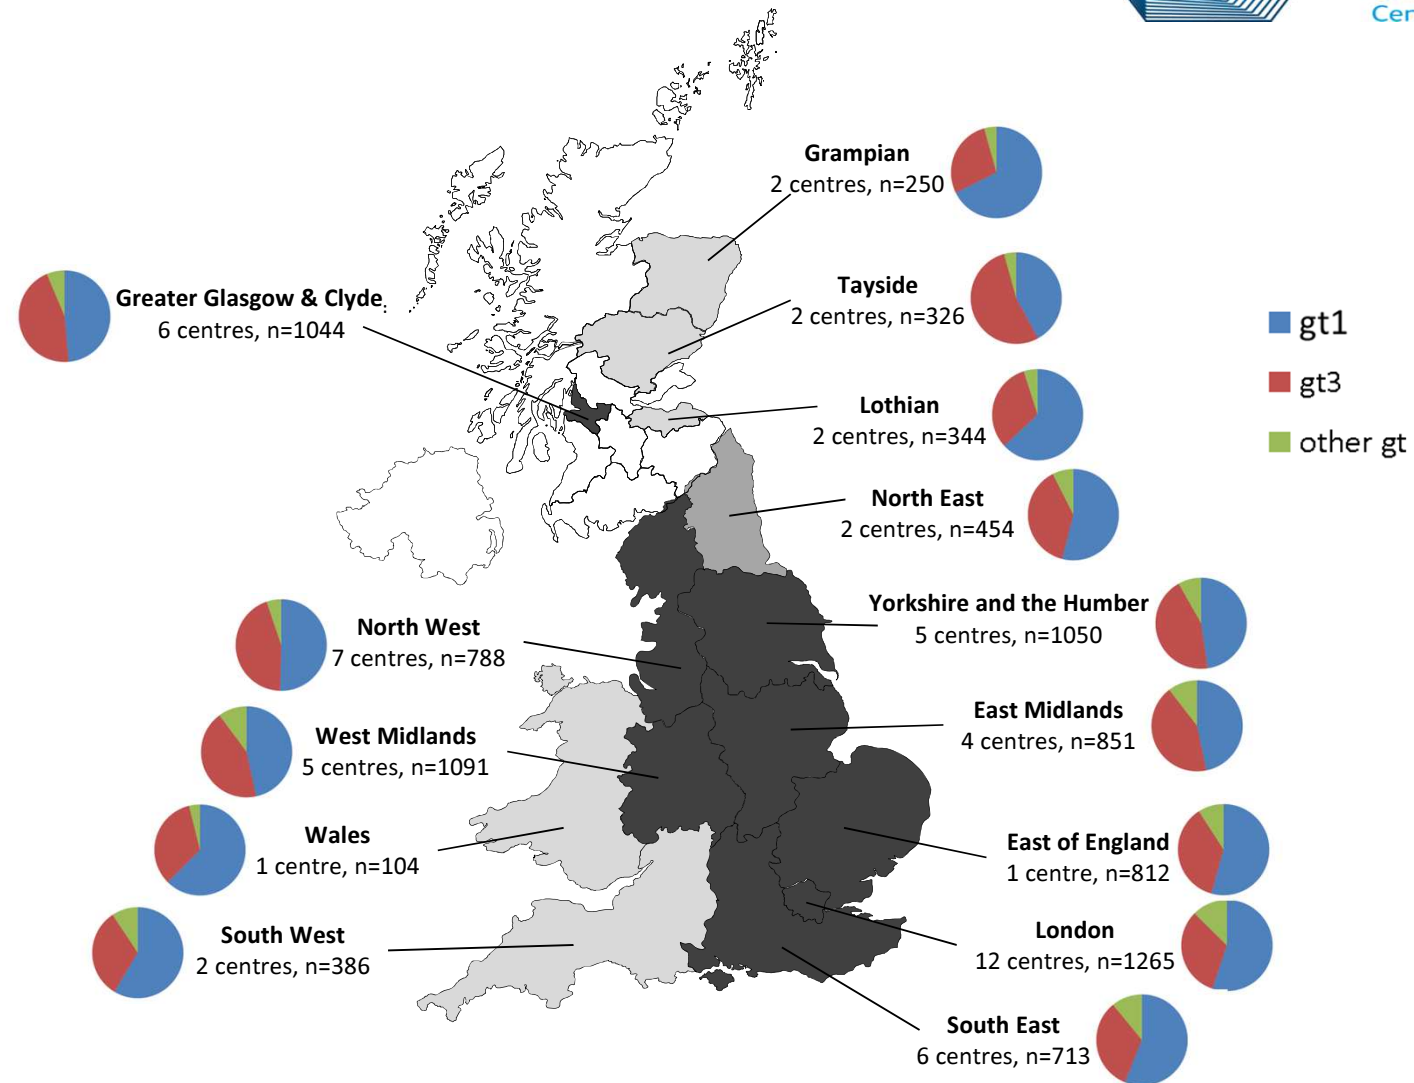 Cen
Grampian
2 centres, n=250
Tayside
2 centres, n=326
Greater Glasgow & Clyde
6 centres, n=1044
gt1
gt3
other gt
Lothian
2 centres, n=344
North East
2 centres, n=454
Yorkshire and the Humber
5 centres, n=1050
North West
7 centres, n=788
East Midlands
4 centres, n=851
West Midlands
5 centres, n=1091
Wales
1 centre, n=104
East of England
1 centre, n=812
South West
2 centres, n=386
London
12 centres, n=1265
South East
6 centres, n=713